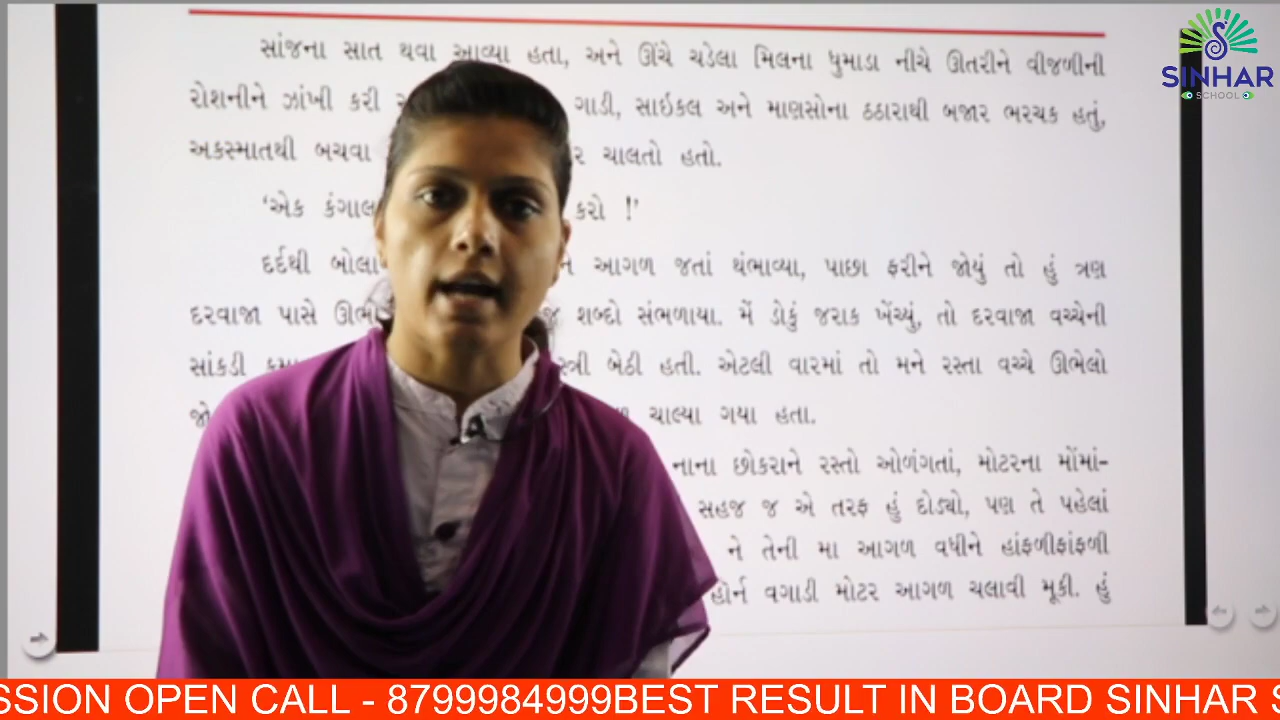 સાંજના સાત થવા આવ્યા હતા, અને ઊંચે ચડેલા મિલના ધુમાડા નીચે ઊતરીને વીજળીની
રોશનીને ઝાંખી કરી ગાડી, સાઇકલ અને માણસોના ઠઠારાથી બજાર ભરચક હતું,
અકસ્માતથી બચવા ચાલતો હતો.
'એક કંગાલ કરો !'
દર્દથી આગળ જતાં થંભાવ્યા, પાછા ફરીને જોયું તો હું ત્રણ
દરવાજા પાસે જ શબ્દો સંભળાયા. મેં ડોકું જરાક ખેંચ્યું, તો દરવાજા વચ્ચેની
સાંકડી સ્ત્રી બેઠી હતી. એટલી વારમાં તો મને રસ્તા વચ્ચે ઊભેલો
ચાલ્યા ગયા હતા.
નાના છોકરાને રસ્તો ઓળંગતાં, મોટરના મોંમાં-
સહજ જ એ તરફ હું દોડ્યો, પણ તે પહેલાં
ને તેની મા આગળ વધીને હાંફળીફાંફળી
હોર્ન વગાડી મોટર આગળ ચલાવી મૂકી. હું
SINHAR
SCHOOL
SSION OPEN CALL - 8799984999BEST RESULT IN BOARD SINHAR S